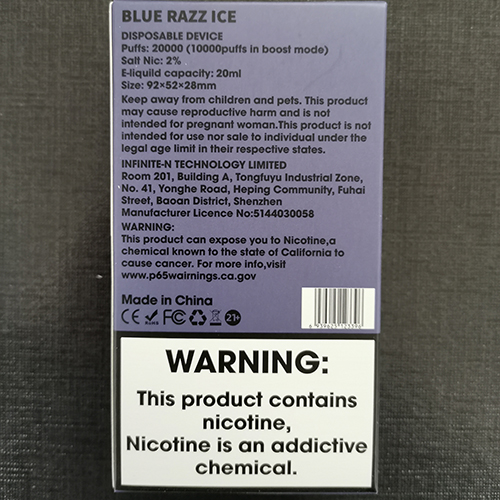 BLUE RAZZ ICE
DISPOSABLE DEVICE
Puffs: 20000 (10000puffs in boost mode)
Salt Nic: 2%
E-liquid capacity: 20ml
Size: 92×52×28mm
Keep away from children and pets. This product
may cause reproductive harm and is not
intended for pregnant woman.This product is not
intended for use nor sale to individual under the
legal age limit in their respective states.
INFINITE-N TECHNOLOGY LIMITED
Room 201, Building A, Tongfuyu Industrial Zone,
No. 41, Yonghe Road, Heping Community, Fuhai
Street, Baoan District, Shenzhen
Manufacturer Licence No:5144030058
WARNING:
This product can expose you to Nicotine,a
chemical known to the state of California to
cause cancer. For more info,visit
www.p65wairnings.ca.gov
Made in China
CE RoHS FC 21+
WARNING:
This product contains
nicotine,
Nicotine is an addictive
chemical.